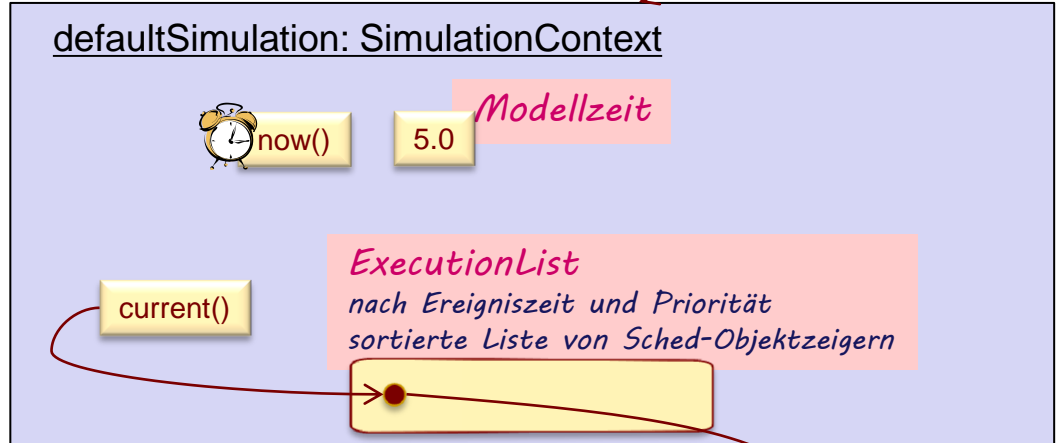 defaultSimulation: SimulationContext
Modellzeit
now()
5.0
ExecutionList
nach Ereigniszeit und Priorität
current()
sortierte Liste von Sched-Objektzeigern